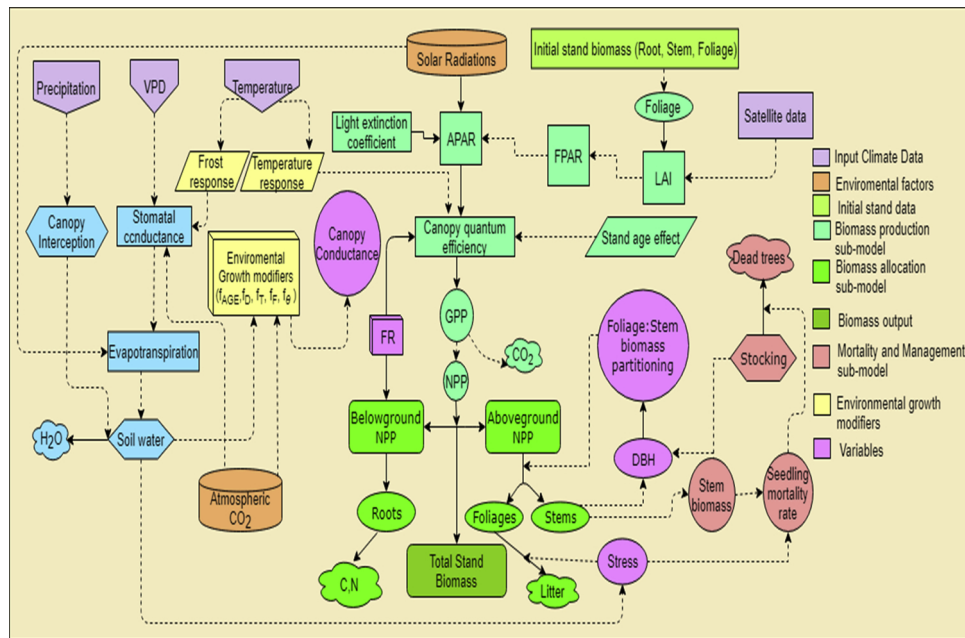 Solar Radiations
Initial stand biomass (Root, Stem, Foliage)
Precipitation
VPD
Temperature
Foliage
Satellite data
Light extinction
coefficient
APAR
FPAR
LAI
Frost
response
Temperature
response
Canopy
Interception
Stomatal
ccnductance
Enviromental
Growth modifiers
(fAGE,fD, fT, fF, fθ )
Canopy
Conductance
Canopy quantum
efficiency
Stand age effect
Dead trees
GPP
CO2
FR
NPP
Foliage:Stem
biomass
partitioning
Stocking
Evapotranspiration
H2O
Soil water
Belowground
NPP
Aboveground
NPP
DBH
Atmospheric
CO2
Roots
Foliages
Stems
Stem
biomass
Seedling
mortality
rate
C,N
Total Stand
Biomass
Litter
Stress
Input Climate Data
Enviromental factors
Initial stand data
Biomass production
sub-model
Biomass allocation
sub-model
Biomass output
Mortality and Management
sub-model
Environmental growth
modifiers
Variables